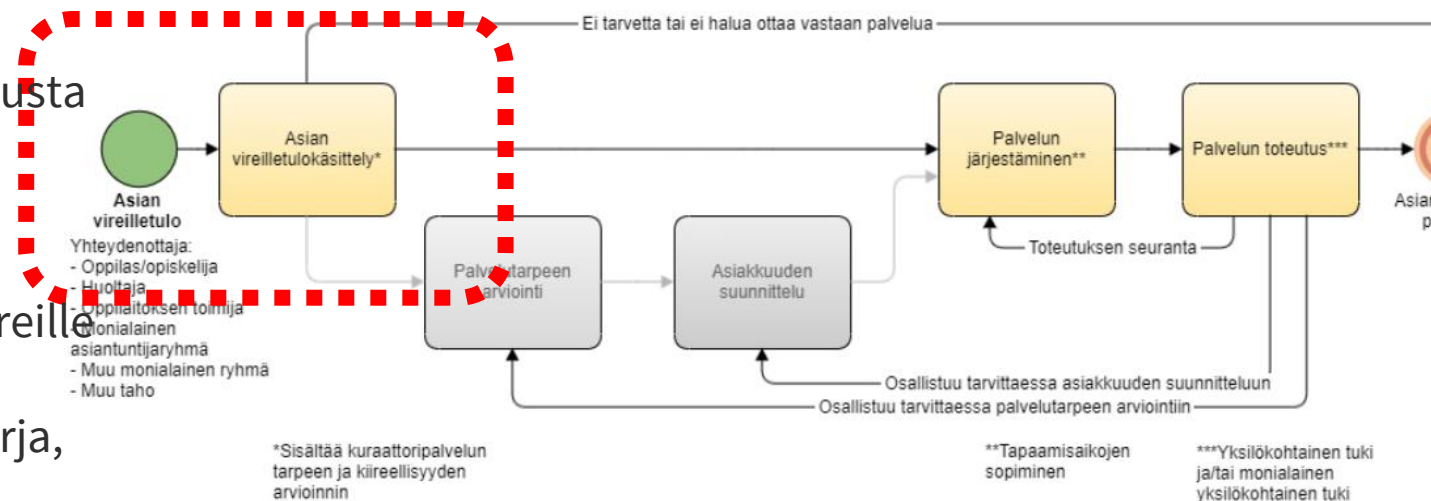 Ei tarvetta tai ei halua ottaa vastaan palvelua
usta
Asian
vireilletulokäsittely*
Palvelun
järjestäminen**
Palvelun toteutus***
Asian
vireilletulo
Yhteydenottaja:
- Oppilas/opiskelija
- Huoltaja
- Oppilaitoksen toimija
- Monialainen
asiantuntijaryhmä
- Muu monialainen ryhmä
- Muu taho
reille
rja,
Palvelutarpeen
arviointi
Asiakkuuden
suunnittelu
Toteutuksen seuranta
Asian
p
Osallistuu tarvittaessa asiakkuuden suunnitteluun
Osallistuu tarvittaessa palvelutarpeen arviointiin
*Sisältää kuraattoripalvelun
tarpeen ja kiireellisyyden
arvioinnin
**Tapaamisaikojen
sopiminen
***Yksilökohtainen tuki
ja/tai monialainen
yksilökohtainen tuki